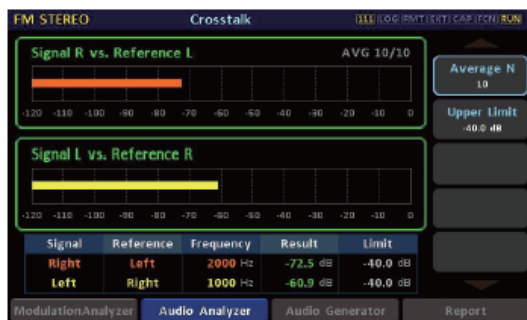 FM STEREO Crosstalk LOG RMT EXT CAP FCN RUN
Signal R vs. Reference L AVG 10/10
-120 -110 -100 -90 -80 -70 -60 -50 -40 -30 -20 -10 0
Signal L vs. Reference R
-120 -110 -100 -90 -80 -70 -60 -50 -40 -30 -20 -10 0
Signal Reference Frequency Result Limit
Right Left 2000 Hz -72.5 dB -40.0 dB
Left Right 1000 Hz -60.9 dB -40.0 dB
Average N
10
Upper Limit
-40.0 dB
ModulationAnalyzer Audio Analyzer Audio Generator Report